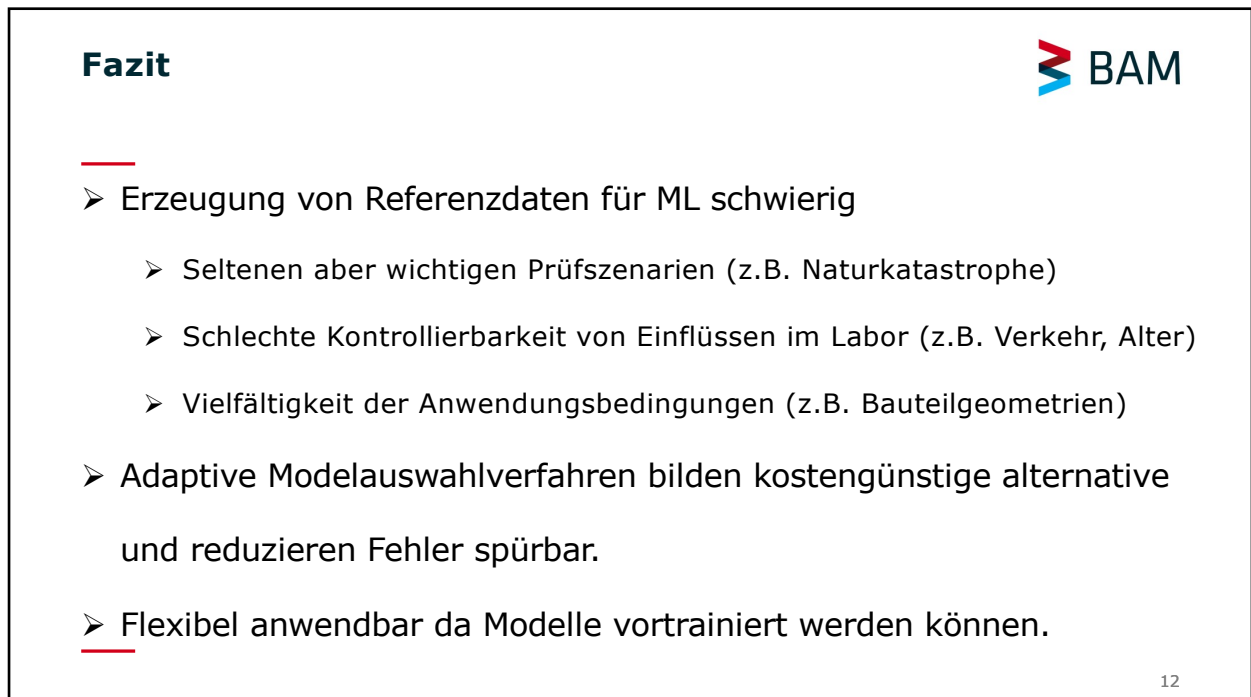 Fazit
BAM
➢ Erzeugung von Referenzdaten für ML schwierig
➢ Seltenen aber wichtigen Prüfszenarien (z.B. Naturkatastrophe)
➢ Schlechte Kontrollierbarkeit von Einflüssen im Labor (z.B. Verkehr, Alter)
➢ Vielfältigkeit der Anwendungsbedingungen (z.B. Bauteilgeometrien)
➢ Adaptive Modelauswahlverfahren bilden kostengünstige alternative
und reduzieren Fehler spürbar.
➢ Flexibel anwendbar da Modelle vortrainiert werden können.
12